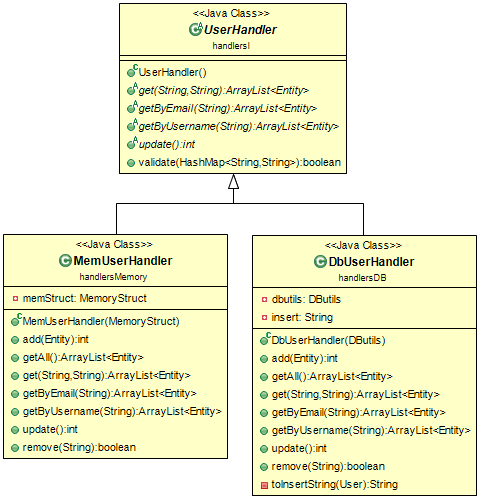 <<Java Class>>
UserHandler
handlersI
UserHandler()
get(String,String):ArrayList<Entity>
getByEmail(String):ArrayList<Entity>
getByUsername(String):ArrayList<Entity>
update():int
validate(HashMap<String,String>):boolean
<<Java Class>>
MemUserHandler
handlersMemory
memStruct: MemoryStruct
MemUserHandler(MemoryStruct)
add(Entity):int
getAll():ArrayList<Entity>
get(String,String):ArrayList<Entity>
getByEmail(String):ArrayList<Entity>
getByUsername(String):ArrayList<Entity>
update():int
remove(String):boolean
<<Java Class>>
DbUserHandler
handlersDB
dbutils: DButils
insert: String
DbUserHandler(DButils)
add(Entity):int
getAll():ArrayList<Entity>
get(String,String):ArrayList<Entity>
getByEmail(String):ArrayList<Entity>
getByUsername(String):ArrayList<Entity>
update():int
remove(String):boolean
toInsertString(User):String